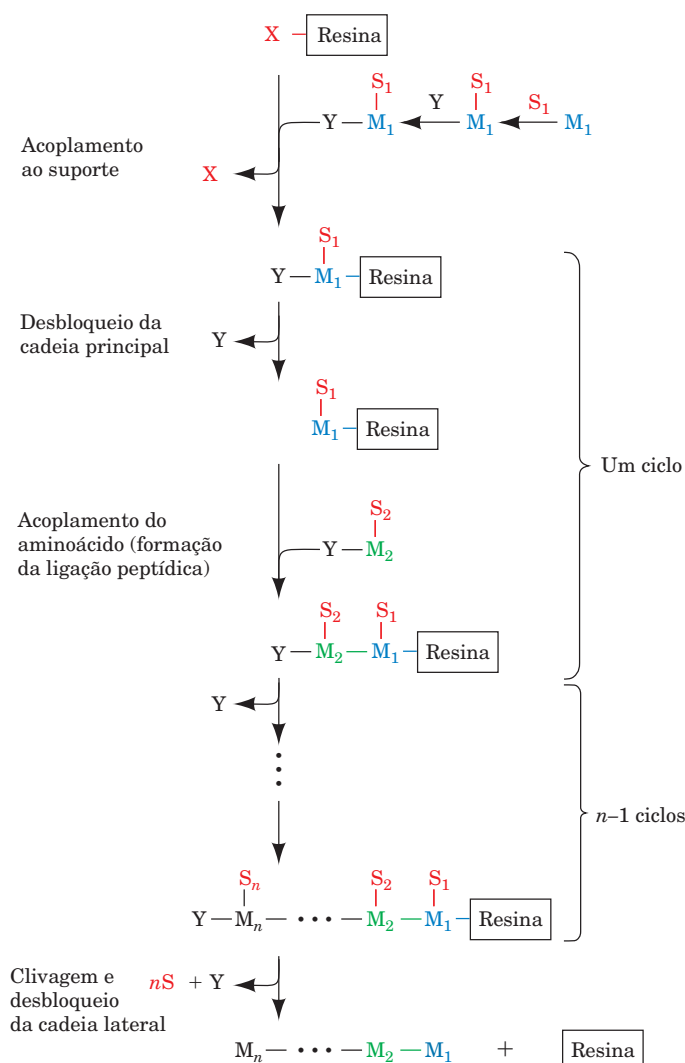 X – Resina
S1 S1
Y — M1 Y M1 S1 M1
Acoplamento
ao suporte
X
S1
Y — M1 – Resina
Desbloqueio da
cadeia principal
Y
S1
M1 – Resina
Um ciclo
Acoplamento do
aminoácido (formação
da ligação peptídica)
S2
Y — M2
S2 S1
Y — M2 — M1 – Resina
Y
n–1 ciclos
Sn S2 S1
Y — Mn — ••• — M2 — M1 – Resina
Clivagem e
desbloqueio
da cadeia lateral
nS + Y
Mn — ••• — M2 — M1 + Resina